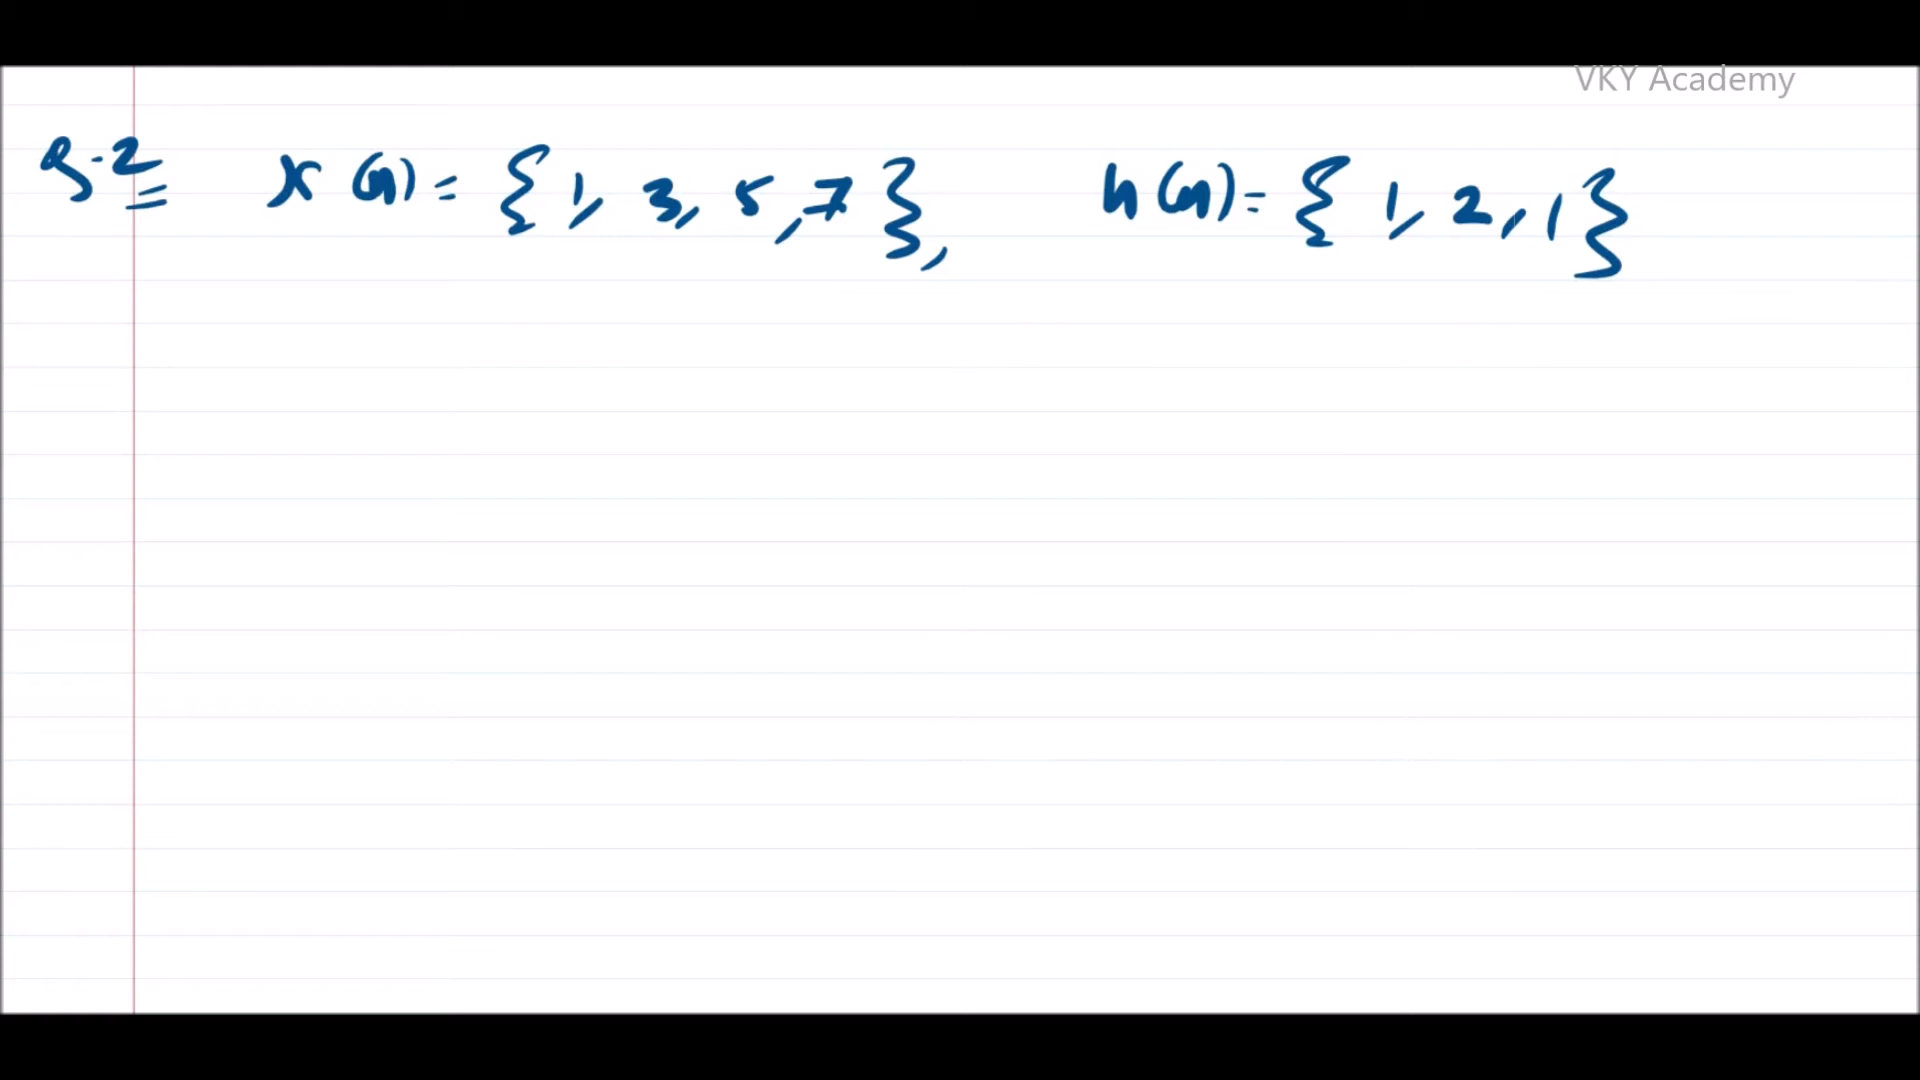 VKY Academy
Q.2 x(n) = { 1, 3, 5, 7 }, h(n) = { 1, 2, 1 }